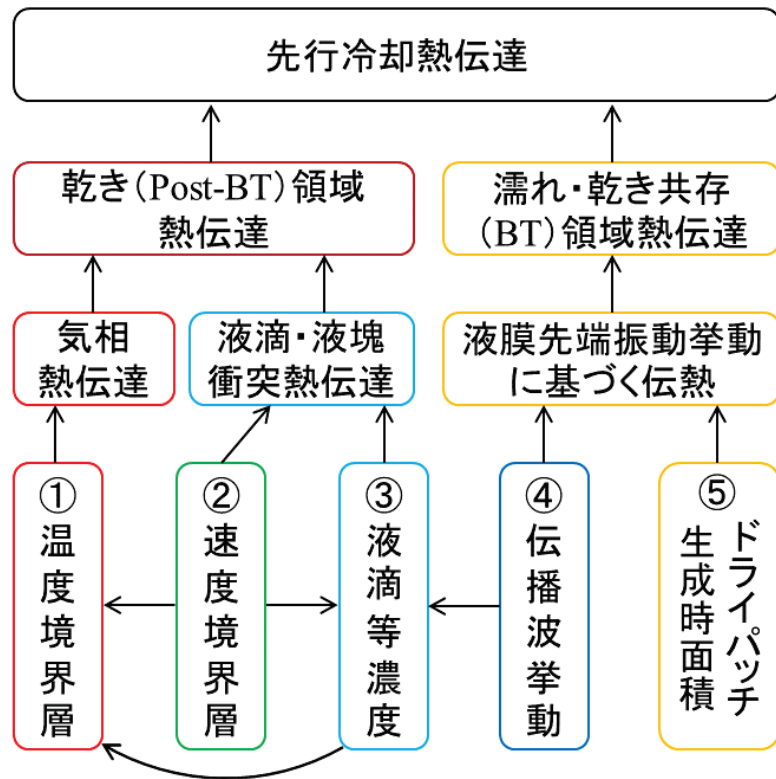 先行冷却熱伝達
乾き(Post-BT)領域
熱伝達
濡れ・乾き共存
(BT)領域熱伝達
気相
熱伝達
液滴・液塊
衝突熱伝達
液膜先端振動挙動
に基づく伝熱
①温度境界層
②速度境界層
③液滴等濃度
④伝播波挙動
⑤
ドライパッチ
生成時面積